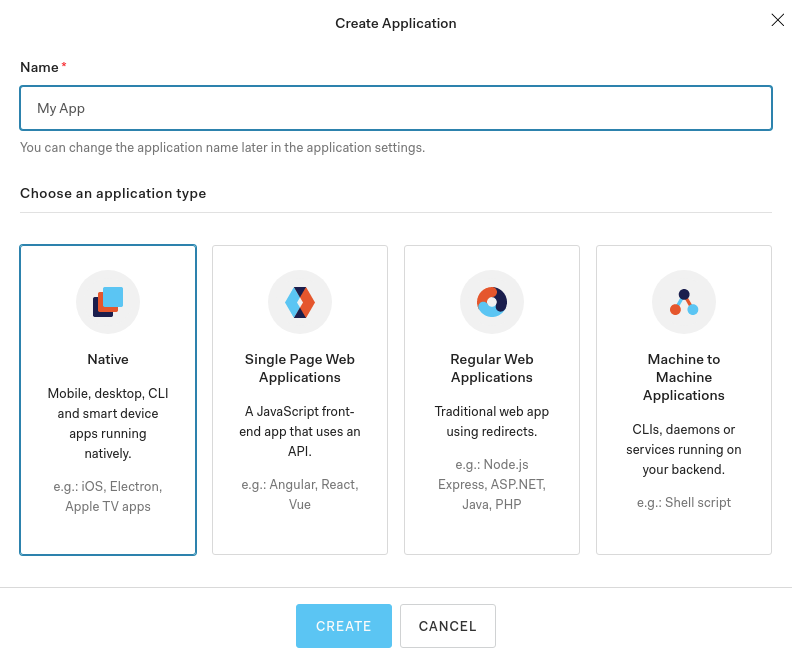 Create Application
Name *
My App
You can change the application name later in the application settings.
Choose an application type
Native
Mobile, desktop, CLI
and smart device
apps running
natively.
e.g.: iOS, Electron,
Apple TV apps
Single Page Web
Applications
A JavaScript front-
end app that uses an
API.
e.g.: Angular, React,
Vue
Regular Web
Applications
Traditional web app
using redirects.
e.g.: Node.js
Express, ASP.NET,
Java, PHP
Machine to
Machine
Applications
CLIs, daemons or
services running on
your backend.
e.g.: Shell script
CREATE
CANCEL